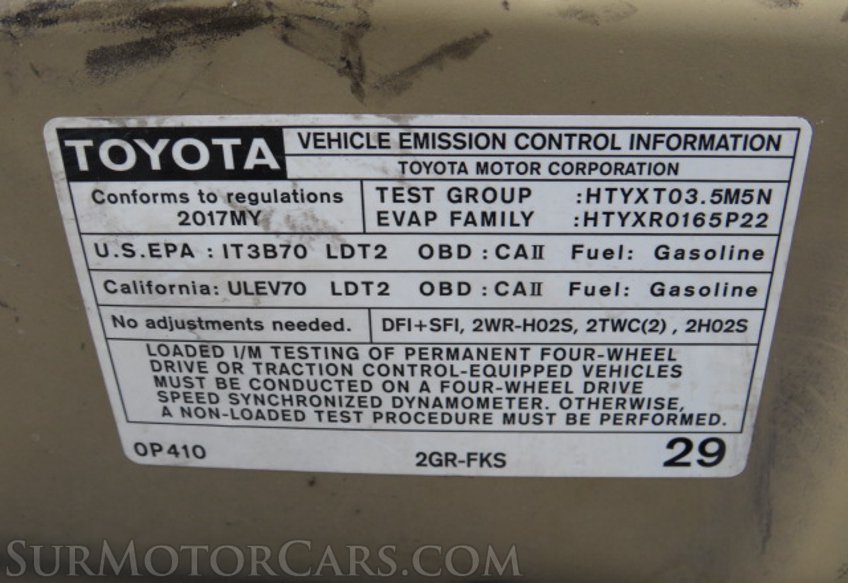 TOYOTA
VEHICLE EMISSION CONTROL INFORMATION
TOYOTA MOTOR CORPORATION
Conforms to regulations
2017MY
TEST GROUP :HTYXT03.5M5N
EVAP FAMILY :HTYXR0165P22
U.S.EPA : IT3B70 LDT2 OBD : CAII Fuel: Gasoline
California: ULEV70 LDT2 OBD : CAII Fuel: Gasoline
No adjustments needed.
DFI+SFI, 2WR-HO2S, 2TWC(2) , 2HO2S
LOADED I/M TESTING OF PERMANENT FOUR-WHEEL
DRIVE OR TRACTION CONTROL-EQUIPPED VEHICLES
MUST BE CONDUCTED ON A FOUR-WHEEL DRIVE
SPEED SYNCHRONIZED DYNAMOMETER. OTHERWISE,
A NON-LOADED TEST PROCEDURE MUST BE PERFORMED.
0P410 2GR-FKS 29
SURMOTORCARS.COM